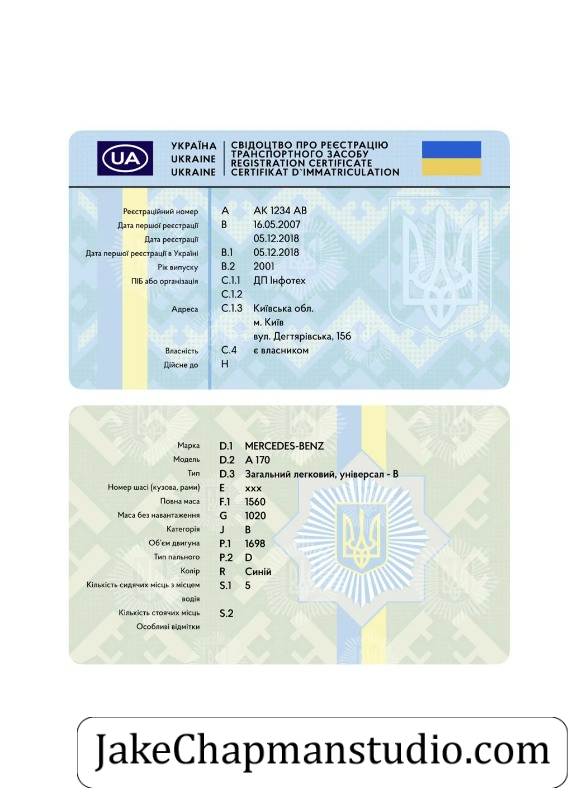 UA
УКРАЇНА
UKRAINE
UKRAINE
СВІДОЦТВО ПРО РЕЄСТРАЦІЮ
ТРАНСПОРТНОГО ЗАСОБУ
REGISTRATION CERTIFICATE
CERTIFIKAT D`IMMATRICULATION
Реєстраційний номер A АК 1234 АВ
Дата першої реєстрації B 16.05.2007
Дата реєстрації 05.12.2018
Дата першої реєстрації в Україні B.1 05.12.2018
Рік випуску B.2 2001
ПІБ або організація C.1.1 ДП Інфотех
C.1.2
Адреса C.1.3 Київська обл.
м. Київ
вул. Дегтярівська, 15б
Власність C.4 є власником
Дійсне до H
Марка D.1 MERCEDES-BENZ
Модель D.2 A 170
Тип D.3 Загальний легковий, універсал - В
Номер шасі (кузова, рами) E xxx
Повна маса F.1 1560
Маса без навантаження G 1020
Категорія J B
Об'єм двигуна P.1 1698
Тип пального P.2 D
Колір R Синій
Кількість сидячих місць з місцем S.1 5
водія
Кількість стоячих місць S.2
Особливі відмітки
JakeChapmanstudio.com